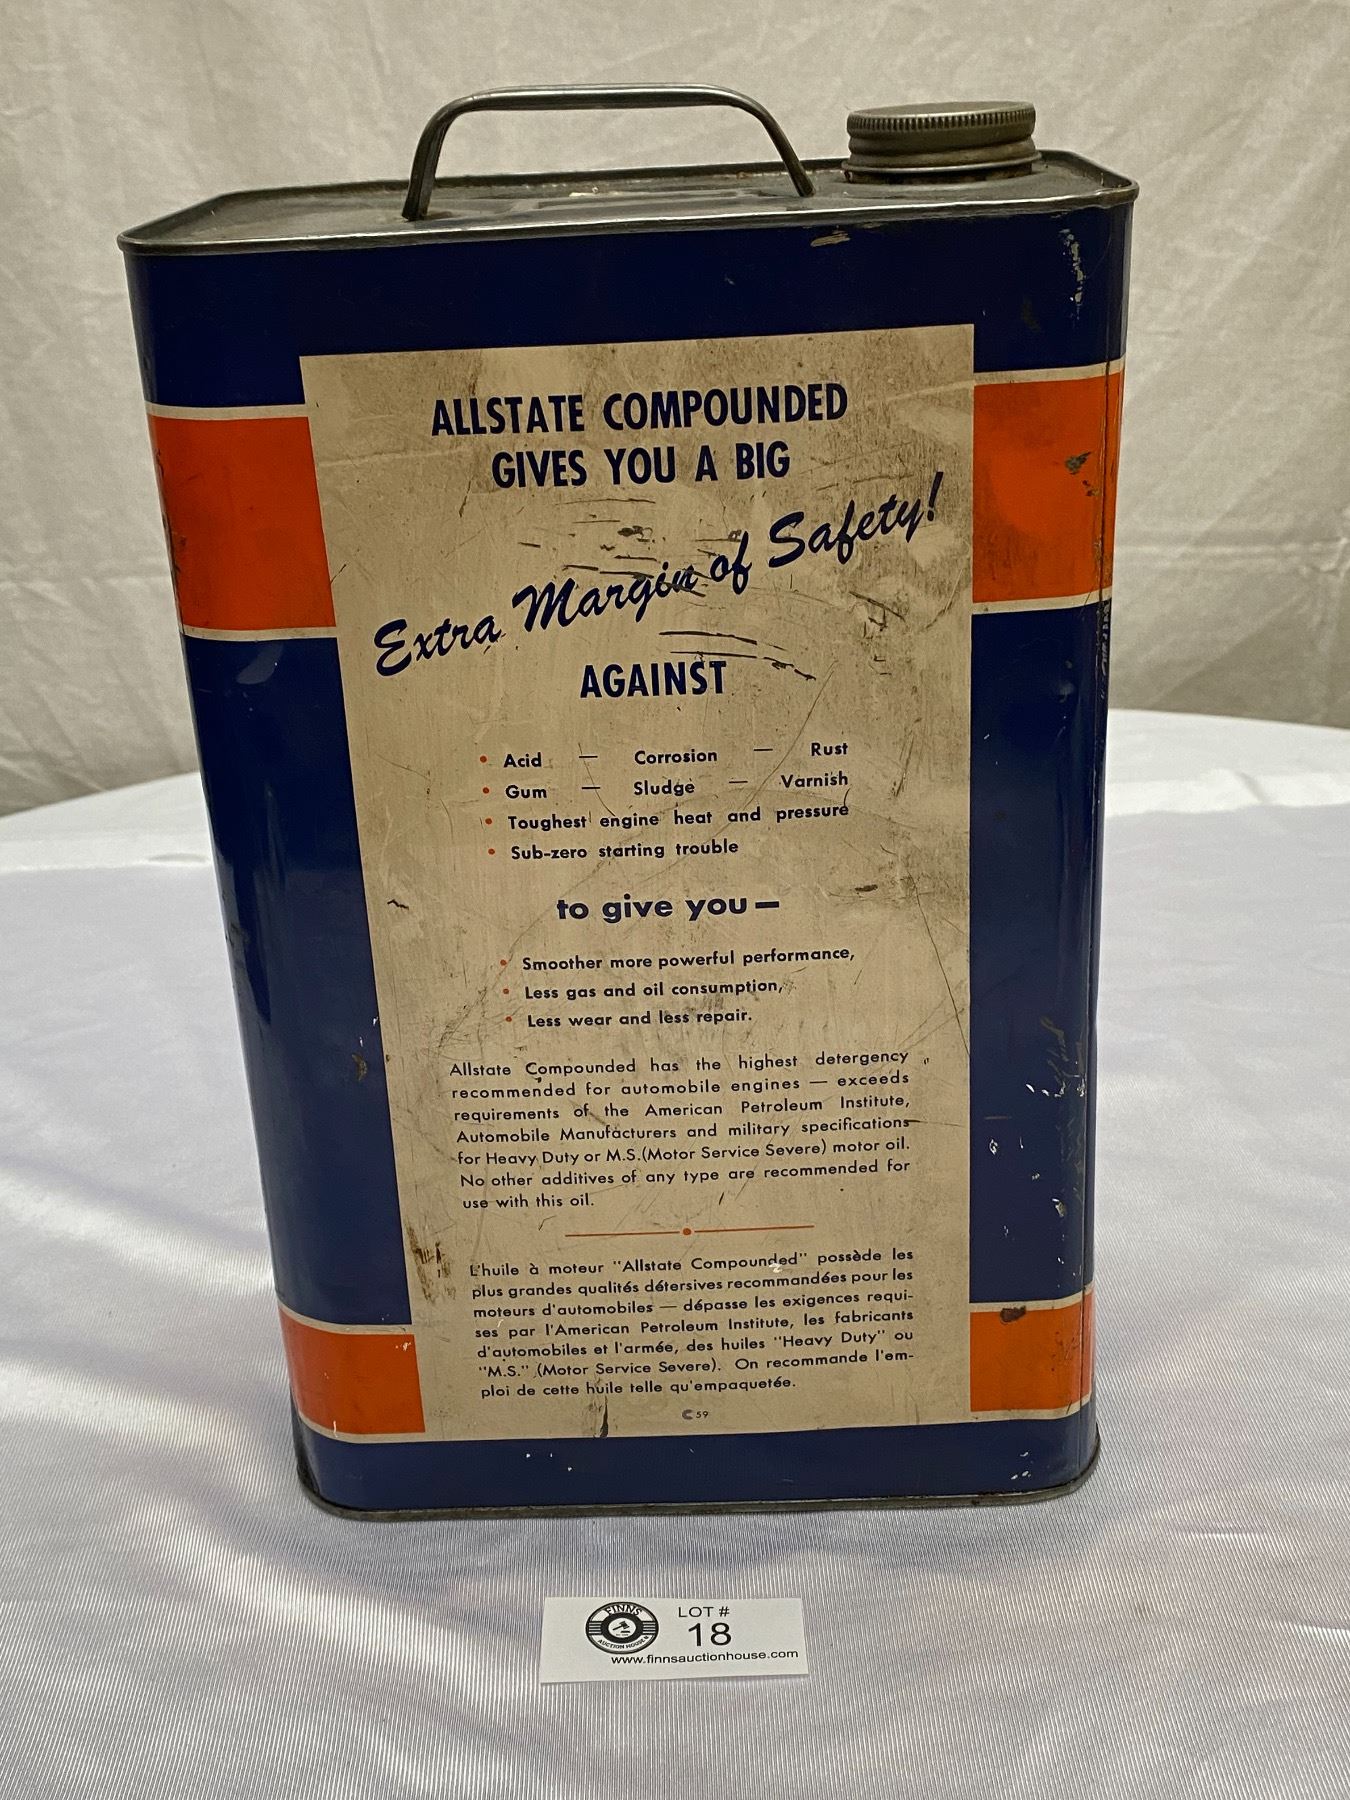 ALLSTATE COMPOUNDED
GIVES YOU A BIG
Extra Margin of Safety!
AGAINST
• Acid — Corrosion — Rust
• Gum — Sludge — Varnish
• Toughest engine heat and pressure
• Sub-zero starting trouble
to give you—
• Smoother more powerful performance,
• Less gas and oil consumption,
• Less wear and less repair.
Allstate Compounded has the highest detergency
recommended for automobile engines — exceeds
requirements of the American Petroleum Institute,
Automobile Manufacturers and military specifications
for Heavy Duty or M.S.(Motor Service Severe) motor oil.
No other additives of any type are recommended for
use with this oil.
L'huile à moteur "Allstate Compounded" possède les
plus grandes qualités détersives recommandées pour les
moteurs d'automobiles — dépasse les exigences requi-
ses par l'American Petroleum Institute, les fabricants
d'automobiles et l'armée, des huiles "Heavy Duty" ou
"M.S." (Motor Service Severe). On recommande l'em-
ploi de cette huile telle qu'empaquetée.
C 59
FINNS
AUCTION HOUSE
LOT #
18
www.finnsauctionhouse.com